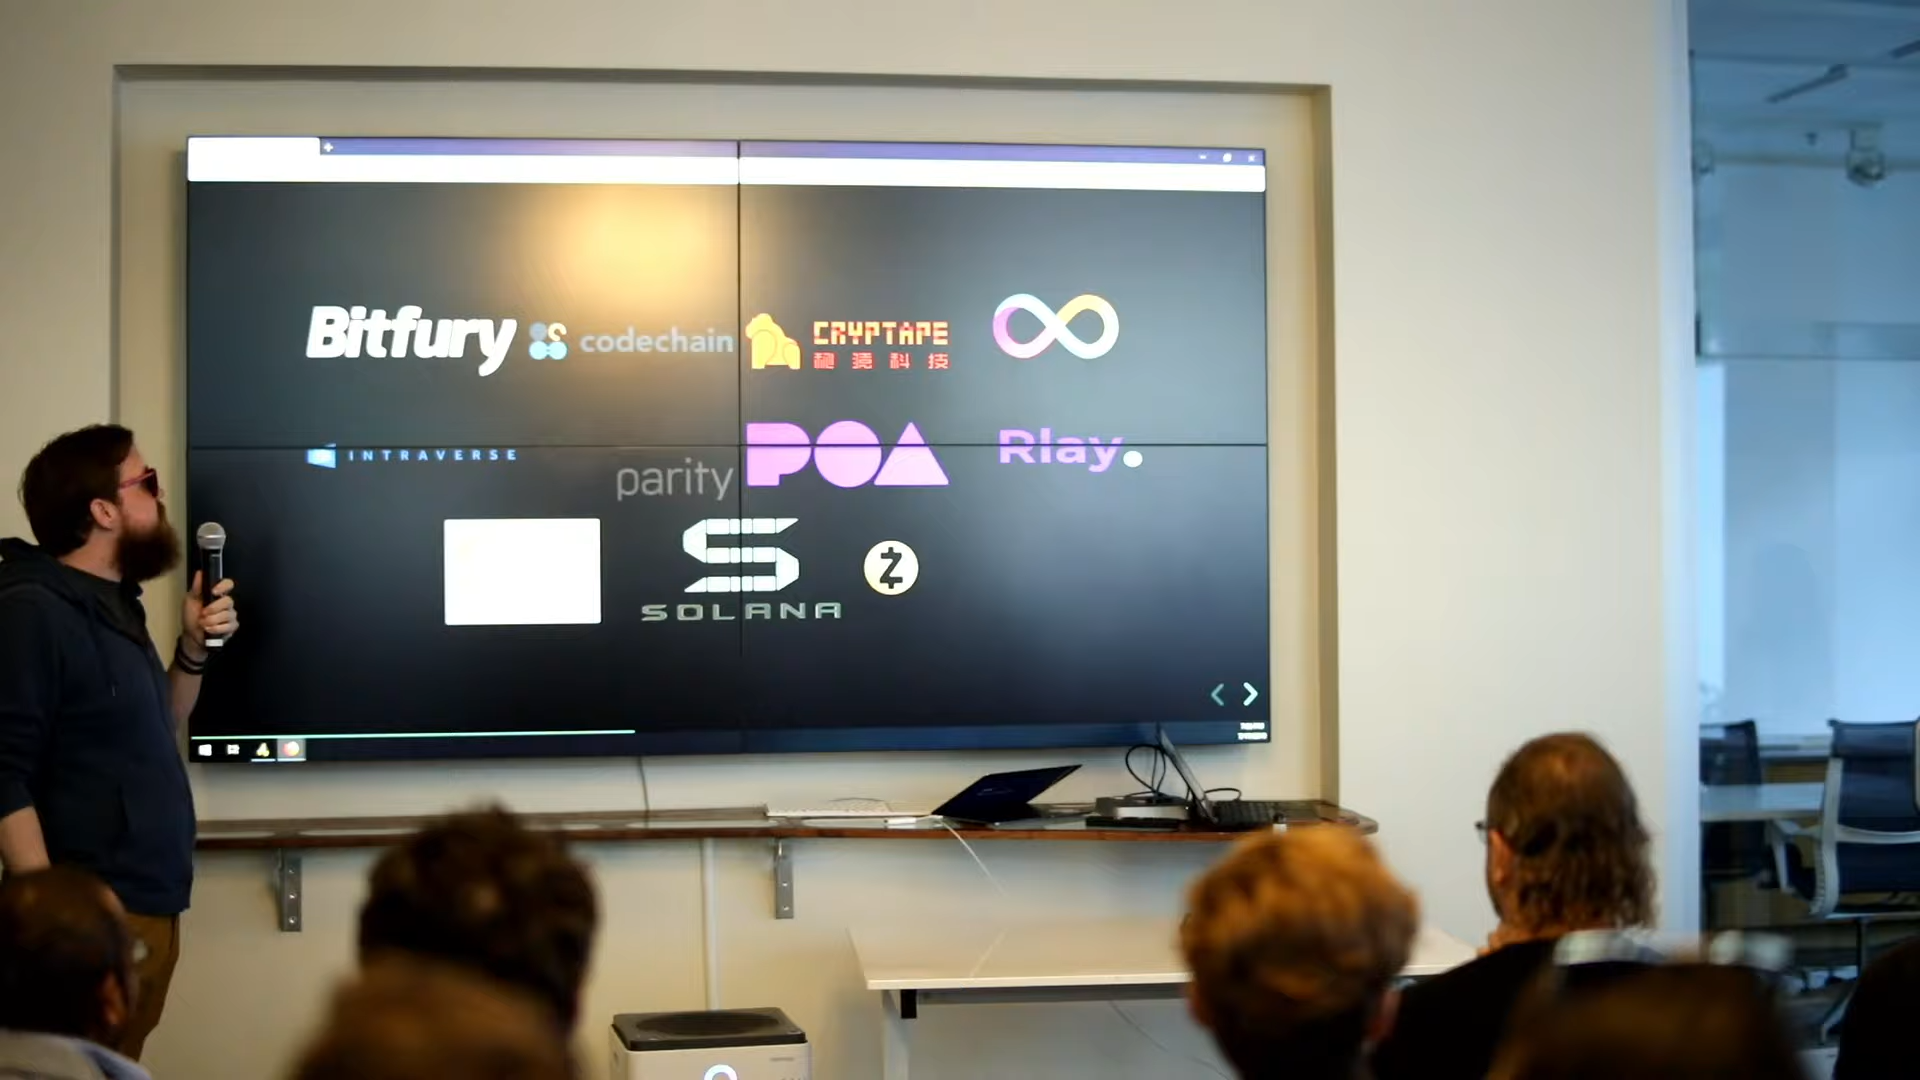 Bitfury
codechain
CRYPTAPE
秘猿科技
INTRAVERSE
parity
POA
Rlay
SOLANA